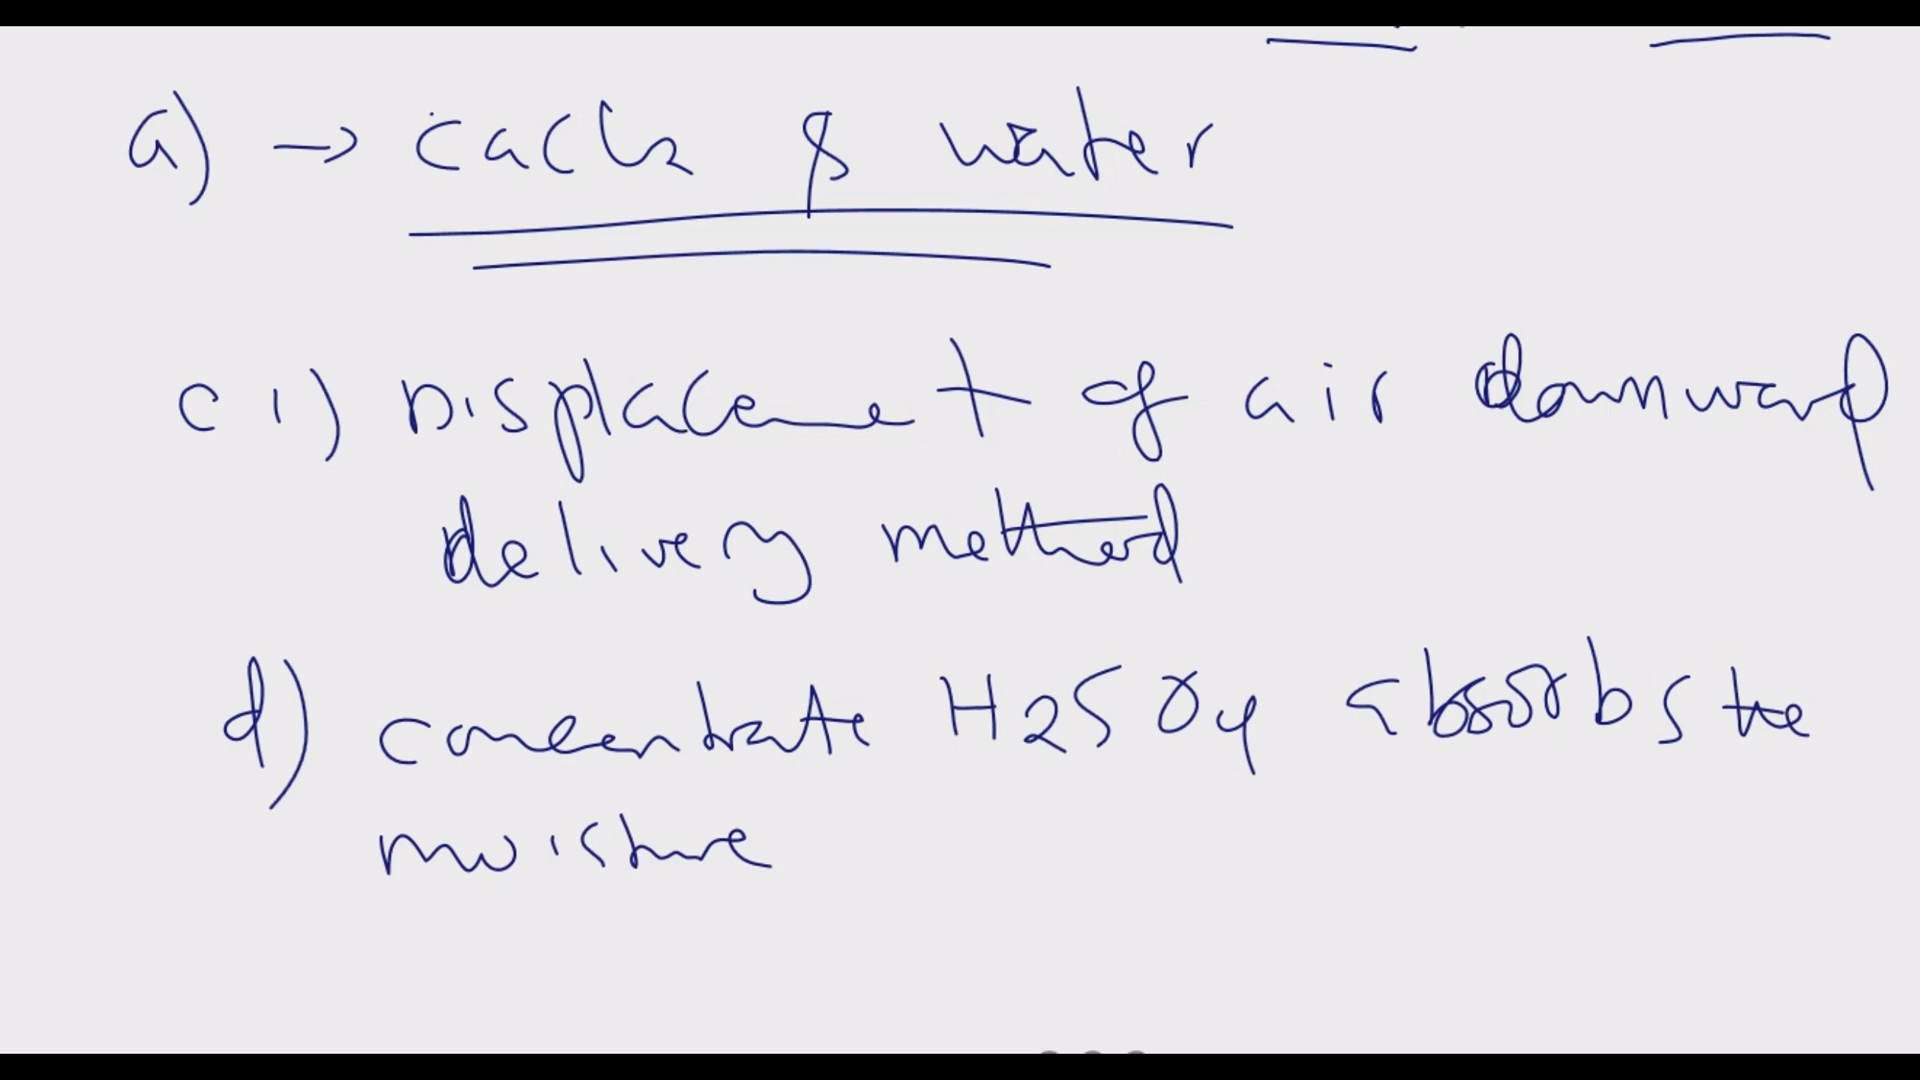 a) → CaCl2 & water
c i) Displacement of air downward
delivery method
d) concentrate H2SO4 absorbs the
moisture